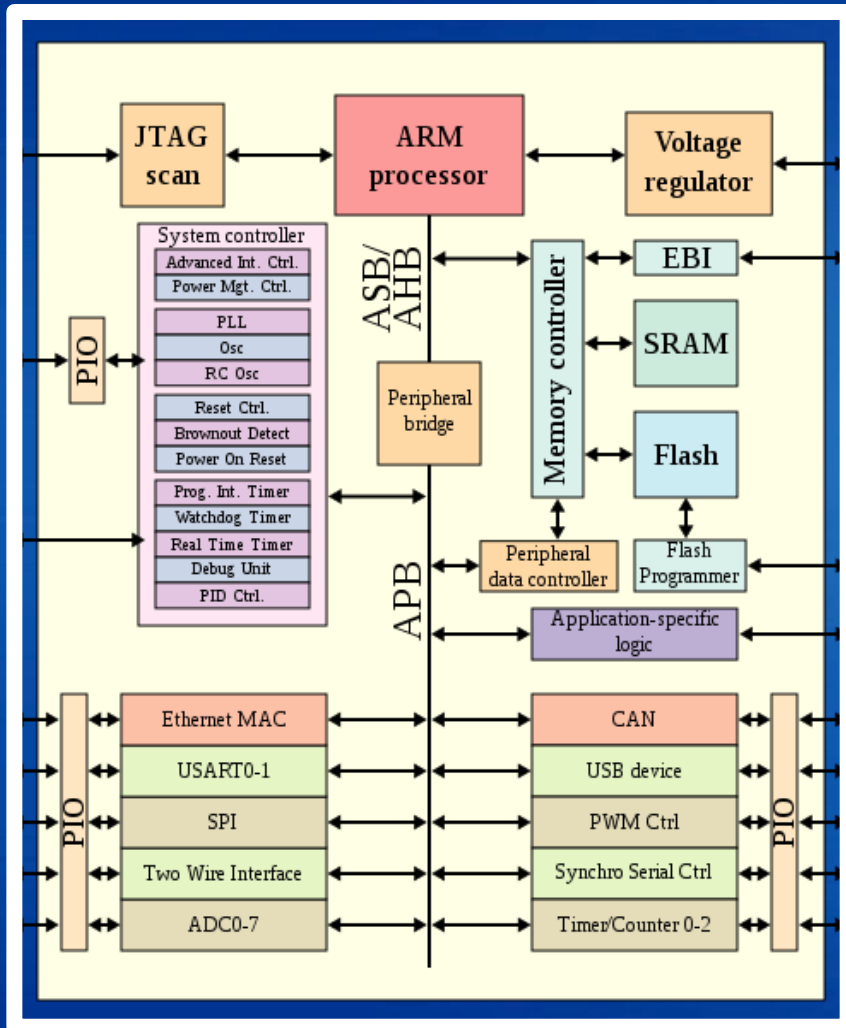 JTAG
scan
ARM
processor
Voltage
regulator
System controller
Advanced Int. Ctrl.
Power Mgt. Ctrl.
PLL
Osc
RC Osc
Reset Ctrl.
Brownout Detect
Power On Reset
Prog. Int. Timer
Watchdog Timer
Real Time Timer
Debug Unit
PID Ctrl.
PIO
ASB/
AHB
Peripheral
bridge
APB
Memory controller
EBI
SRAM
Flash
Peripheral
data controller
Flash
Programmer
Application-specific
logic
PIO
Ethernet MAC
USART0-1
SPI
Two Wire Interface
ADC0-7
CAN
USB device
PWM Ctrl
Synchro Serial Ctrl
Timer/Counter 0-2
PIO